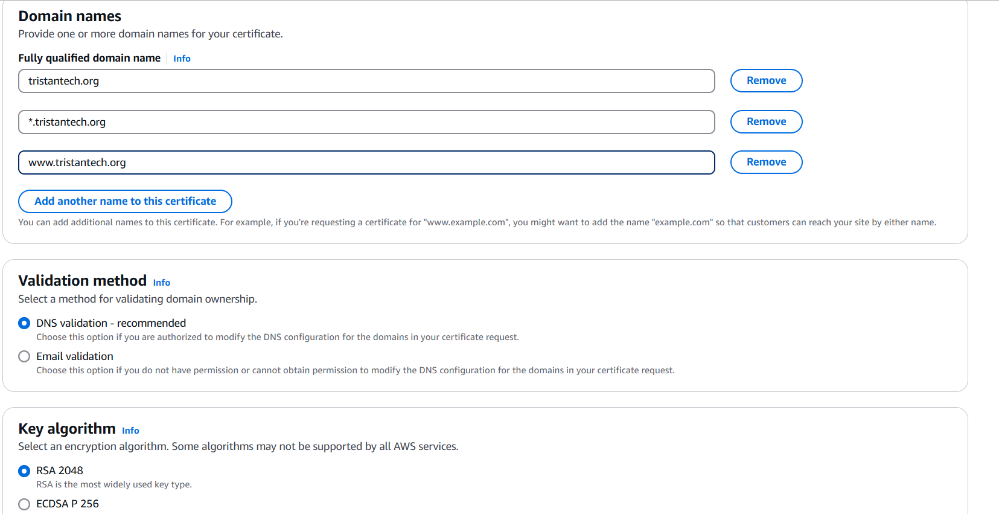 Domain names
Provide one or more domain names for your certificate.
Fully qualified domain name Info
tristantech.org Remove
*.tristantech.org Remove
www.tristantech.org Remove
Add another name to this certificate
You can add additional names to this certificate. For example, if you're requesting a certificate for "www.example.com", you might want to add the name "example.com" so that customers can reach your site by either name.
Validation method Info
Select a method for validating domain ownership.
DNS validation - recommended
Choose this option if you are authorized to modify the DNS configuration for the domains in your certificate request.
Email validation
Choose this option if you do not have permission or cannot obtain permission to modify the DNS configuration for the domains in your certificate request.
Key algorithm Info
Select an encryption algorithm. Some algorithms may not be supported by all AWS services.
RSA 2048
RSA is the most widely used key type.
ECDSA P 256